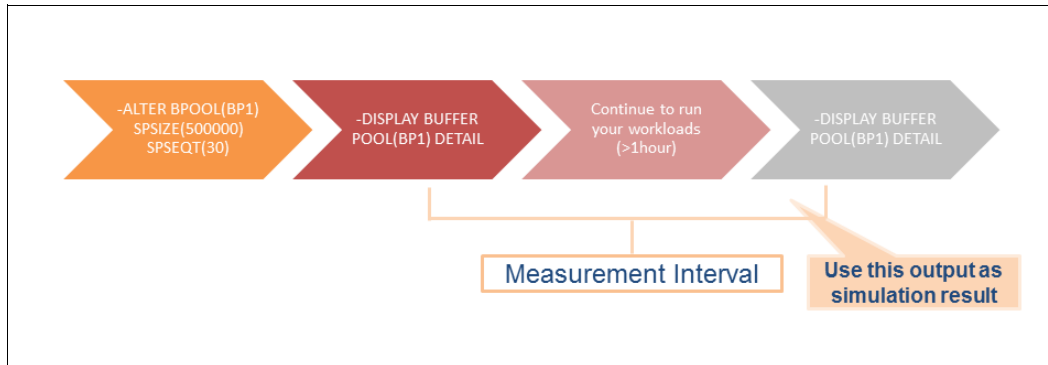 -ALTER BPOOL(BP1)
SPSIZE(500000)
SPSEQT(30)
-DISPLAY BUFFER
POOL(BP1) DETAIL
Continue to run
your workloads
(>1hour)
-DISPLAY BUFFER
POOL(BP1) DETAIL
Measurement Interval
Use this output as
simulation result